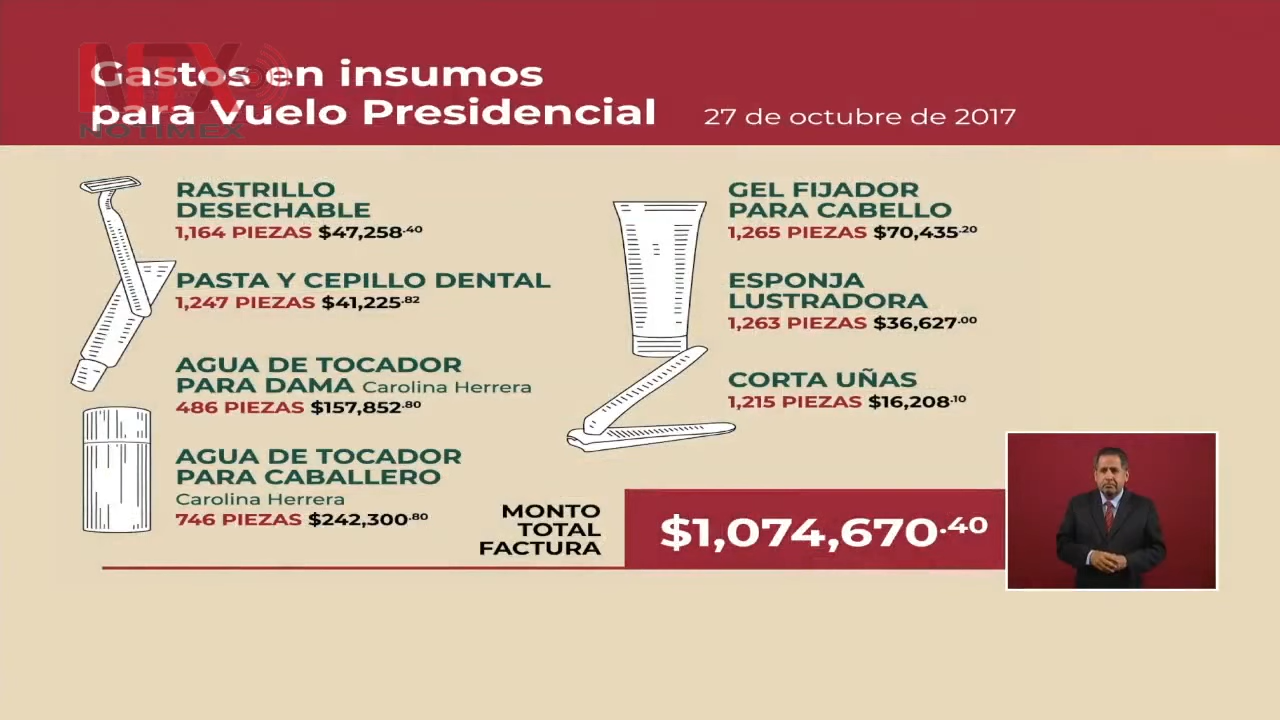 NTX
NOTIMEX
Gastos en insumos
para Vuelo Presidencial
27 de octubre de 2017
RASTRILLO
DESECHABLE
1,164 PIEZAS $47,258.40
PASTA Y CEPILLO DENTAL
1,247 PIEZAS $41,225.82
AGUA DE TOCADOR
PARA DAMA Carolina Herrera
486 PIEZAS $157,852.80
AGUA DE TOCADOR
PARA CABALLERO
Carolina Herrera
746 PIEZAS $242,300.80
GEL FIJADOR
PARA CABELLO
1,265 PIEZAS $70,435.20
ESPONJA
LUSTRADORA
1,263 PIEZAS $36,627.00
CORTA UÑAS
1,215 PIEZAS $16,208.10
MONTO
TOTAL
FACTURA
$1,074,670.40